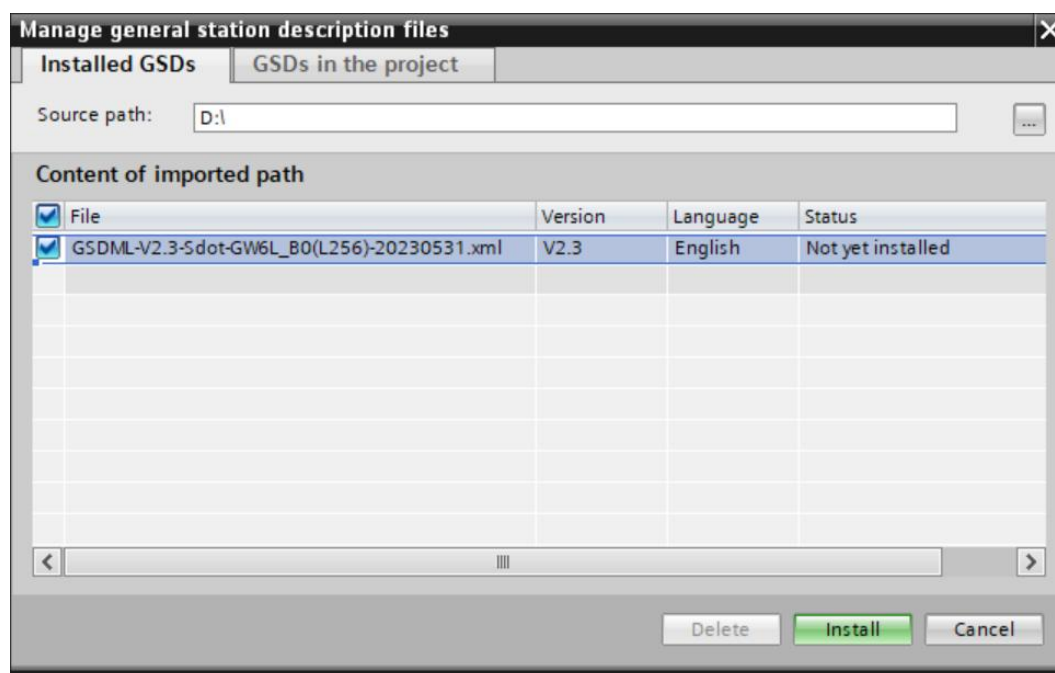 Manage general station description files
Installed GSDs GSDs in the project
Source path: D:\ ...
Content of imported path
File Version Language Status
GSDML-V2.3-Sdot-GW6L_B0(L256)-20230531.xml V2.3 English Not yet installed
Delete Install Cancel